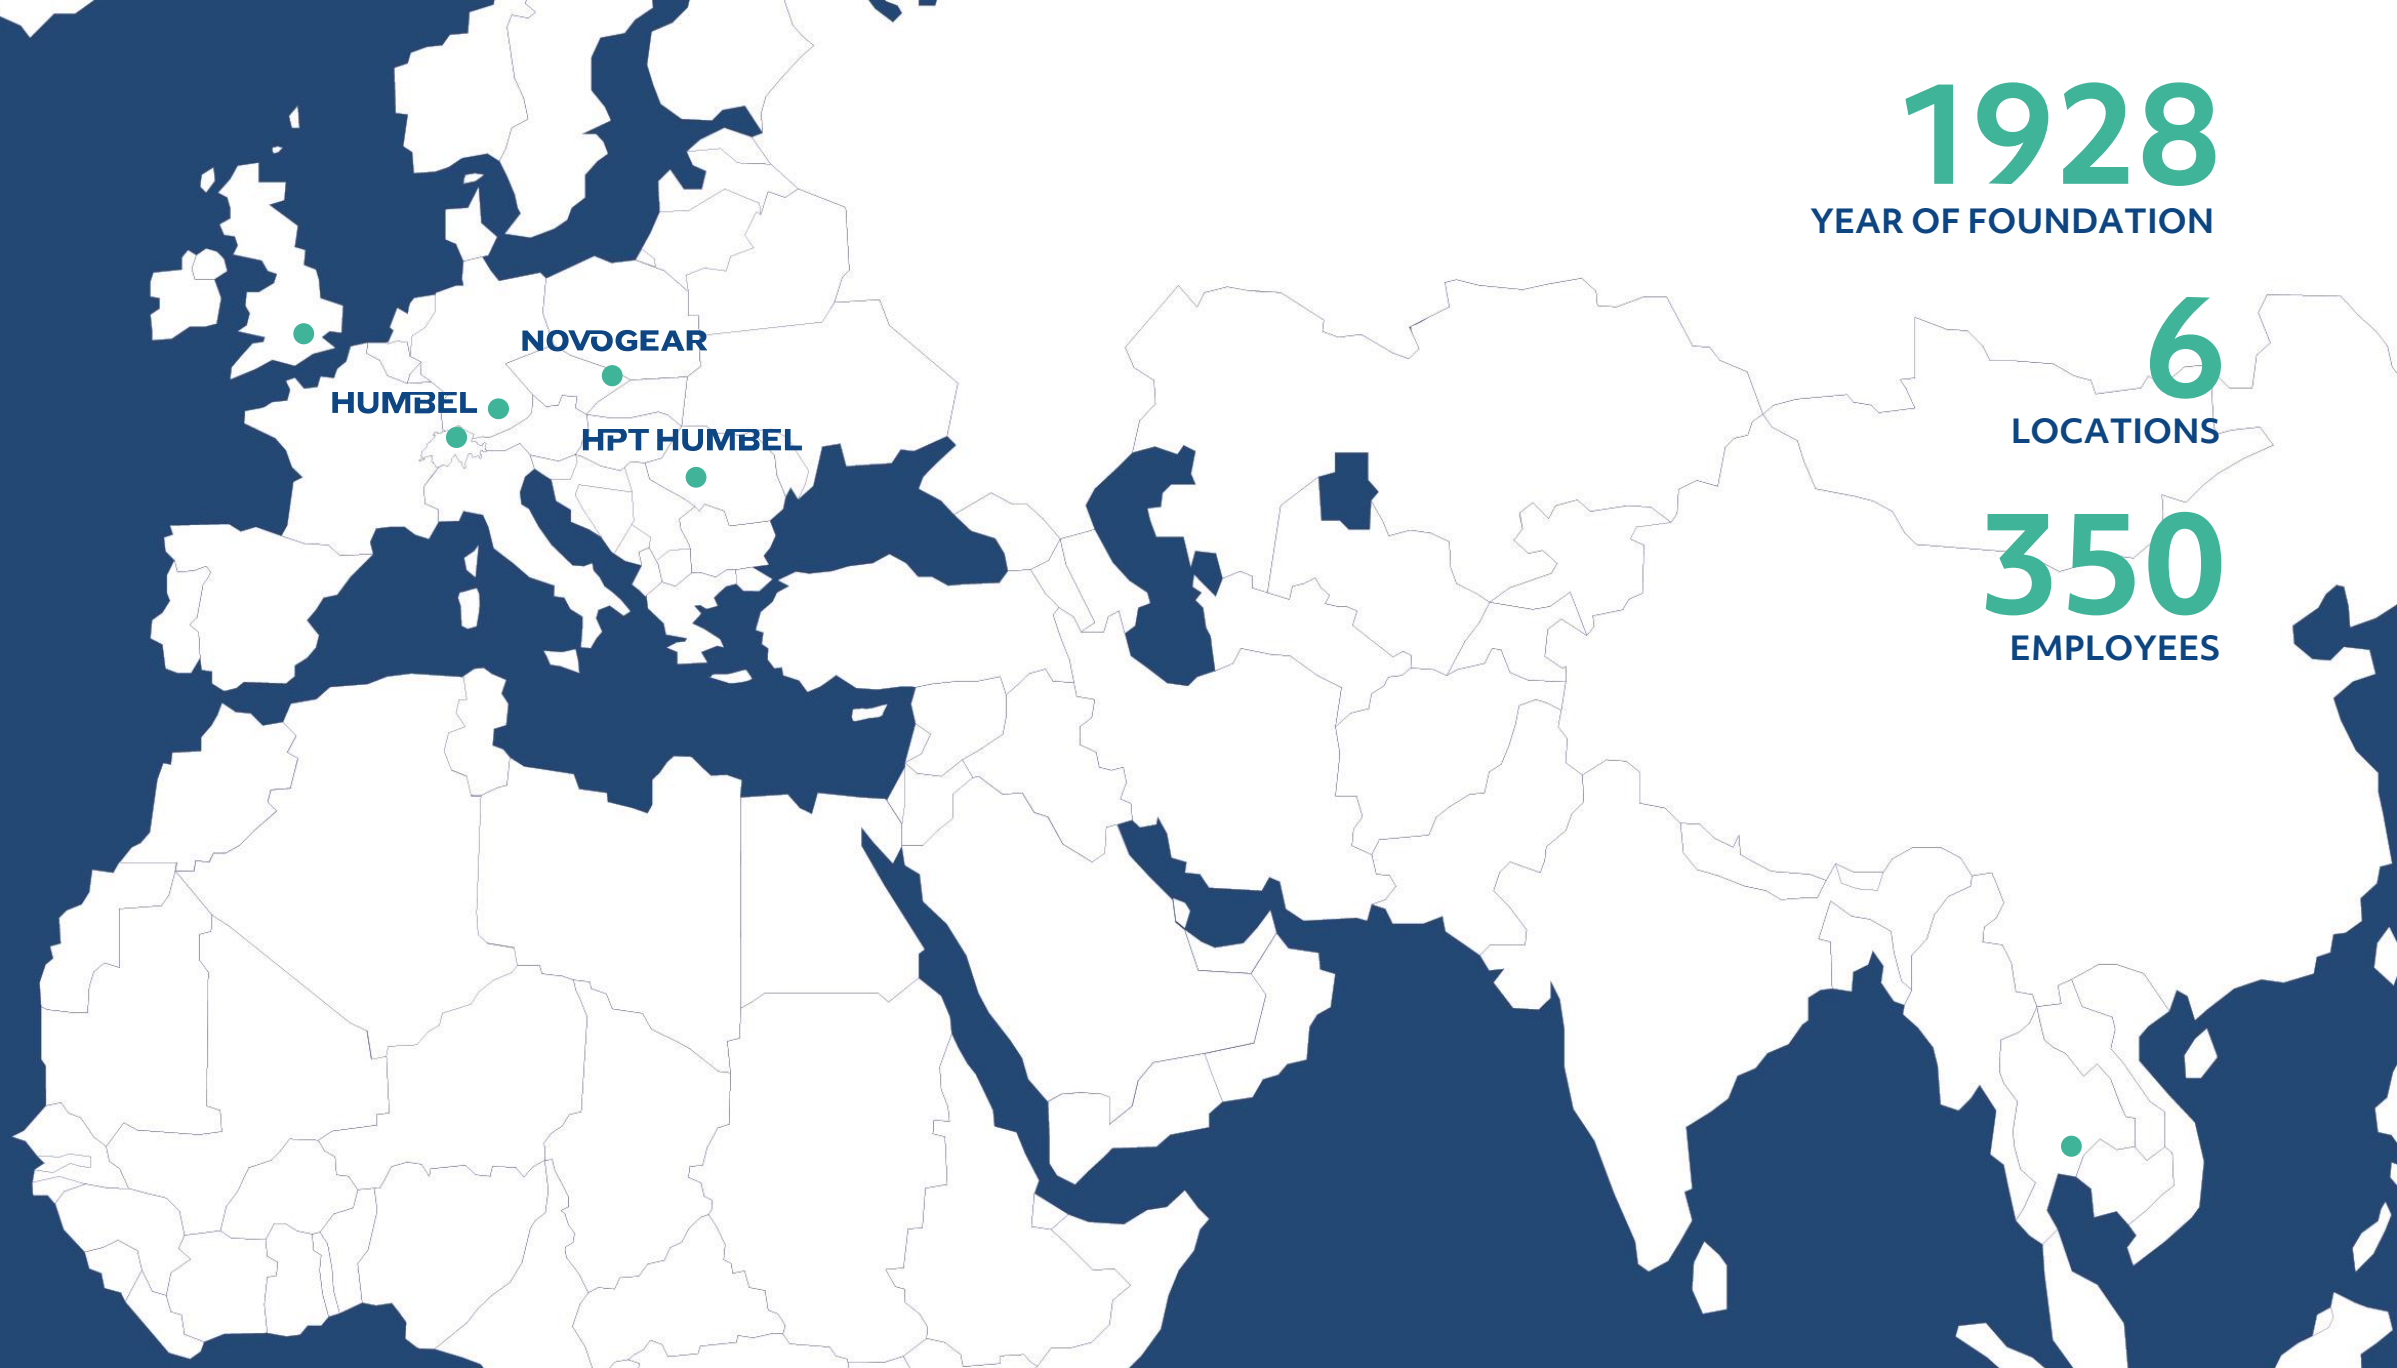 1928
YEAR OF FOUNDATION
6
LOCATIONS
350
EMPLOYEES
NOVOGEAR
HUMBEL
HPT HUMBEL